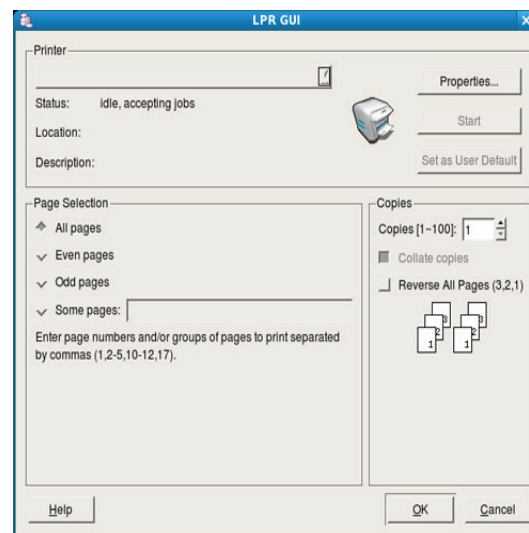 LPR GUI
Printer
Properties...
Status: idle, accepting jobs
Start
Location:
Description:
Set as User Default
Page Selection
All pages
Even pages
Odd pages
Some pages:
Enter page numbers and/or groups of pages to print separated
by commas (1,2-5,10-12,17).
Copies
Copies [1~100]: 1
Collate copies
Reverse All Pages (3,2,1)
3 3
2 2
1 1
Help
OK
Cancel